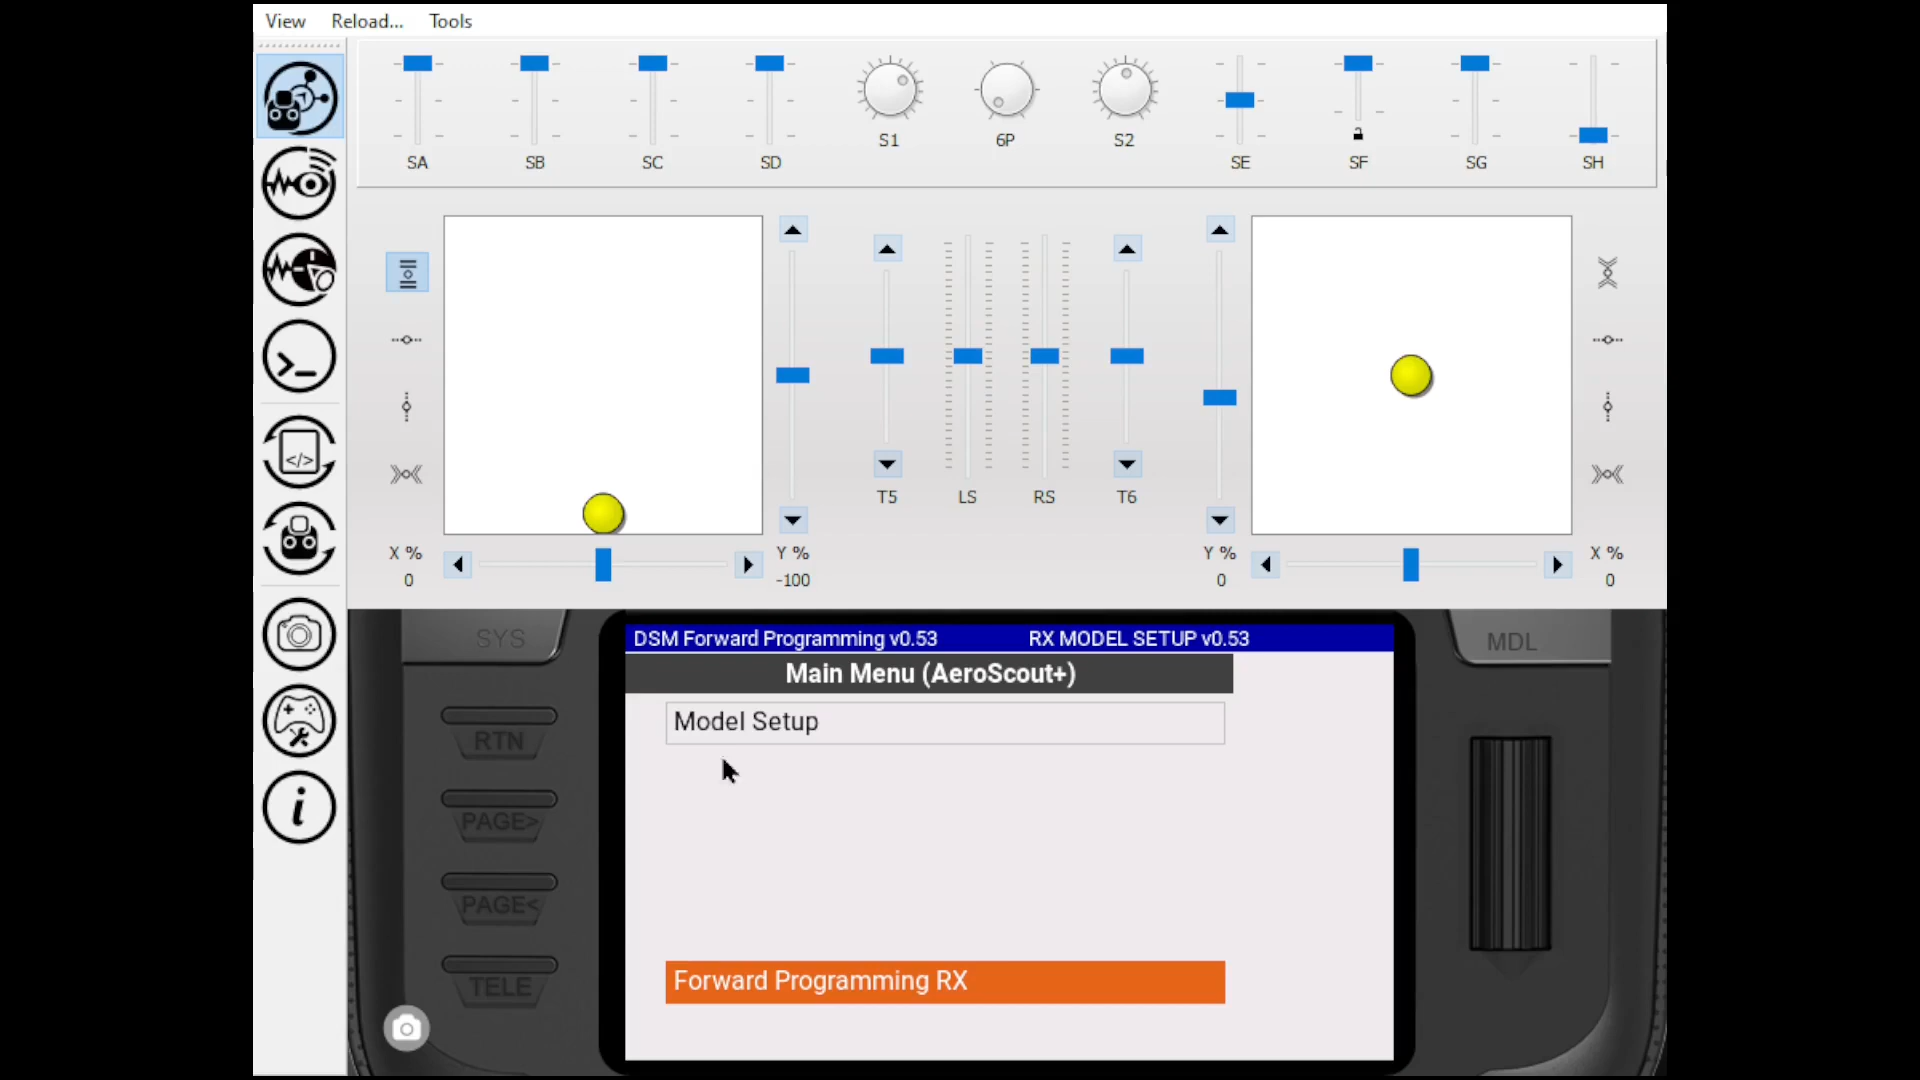 View Reload... Tools
SA SB SC SD S1 6P S2 SE SF SG SH
T5 LS RS T6
X % Y % Y % X %
0 -100 0 0
SYS MDL
DSM Forward Programming v0.53 RX MODEL SETUP v0.53
Main Menu (AeroScout+)
Model Setup
RTN
PAGE>
PAGE<
Forward Programming RX
TELE